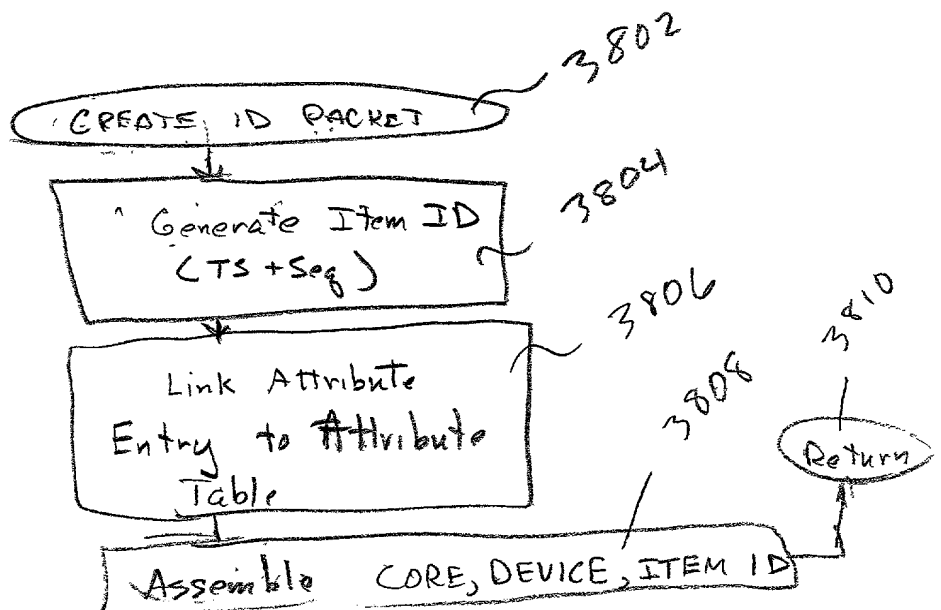 3802
CREATE ID PACKET
3804
Generate Item ID
(TS + Seq)
3806
Link Attribute
Entry to Attribute
Table
3808
3810
Return
Assemble CORE, DEVICE, ITEM ID